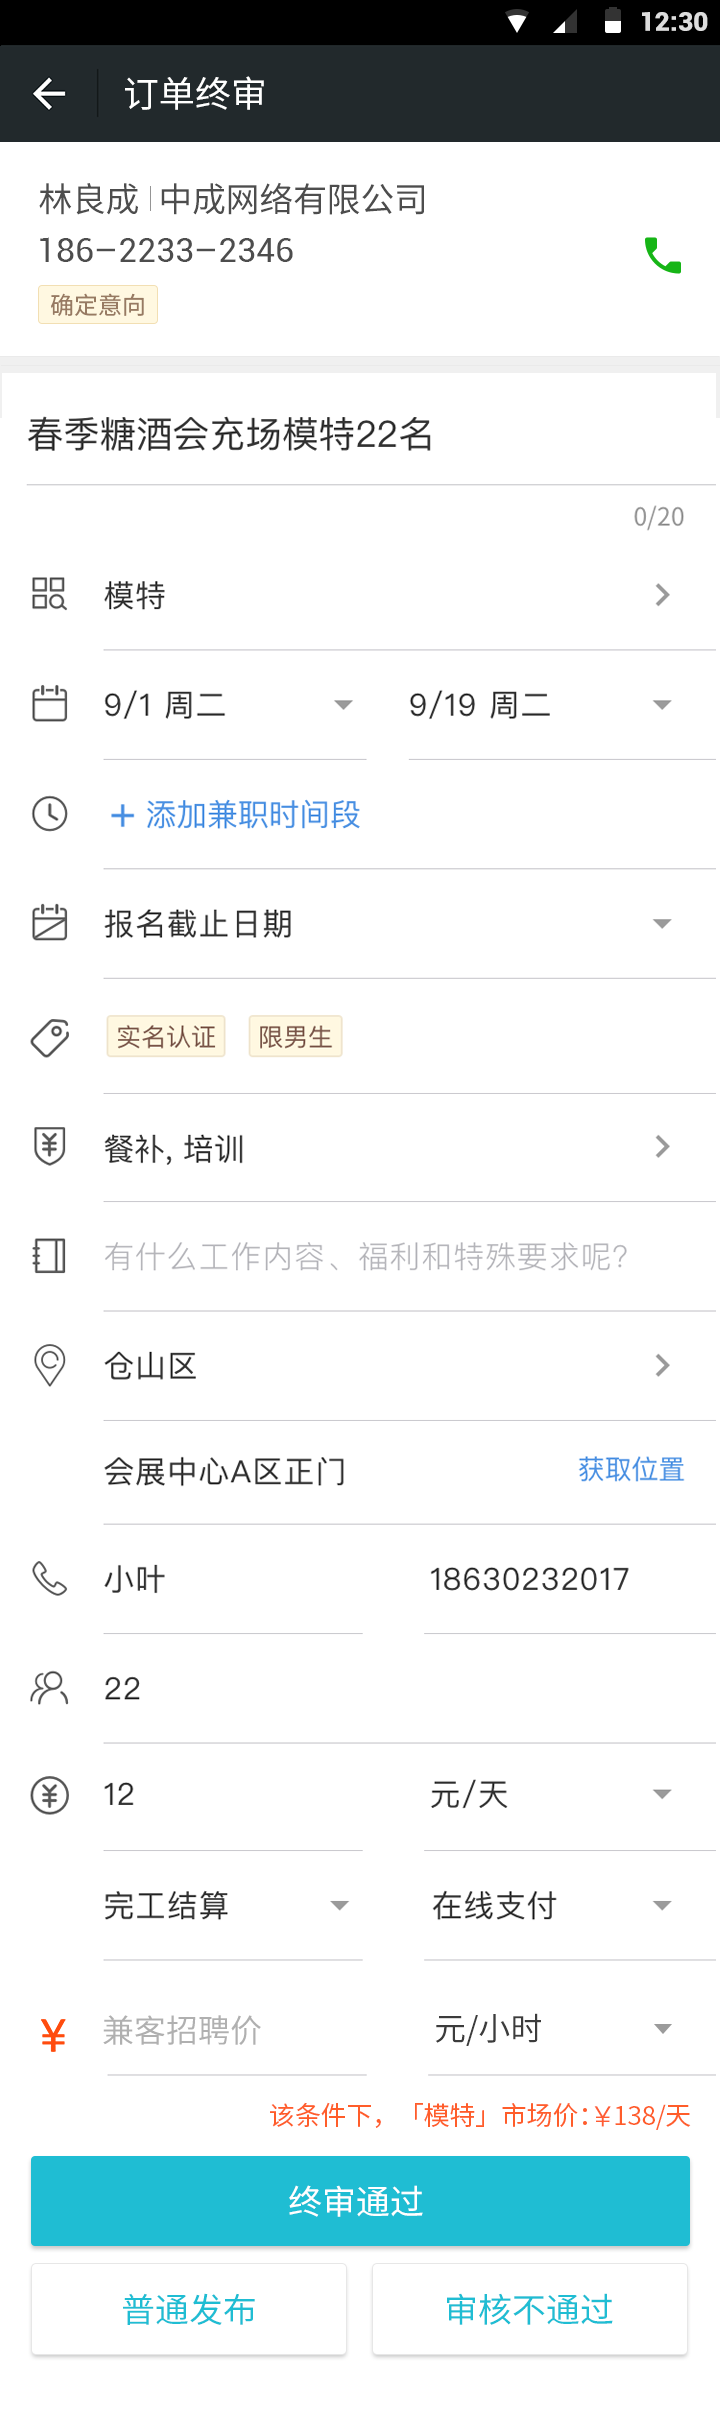 12:30
订单终审
林良成 | 中成网络有限公司
186-2233-2346
确定意向
春季糖酒会充场模特22名
0/20
模特
9/1 周二 9/19 周二
+ 添加兼职时间段
报名截止日期
实名认证 限男生
餐补, 培训
有什么工作内容、福利和特殊要求呢?
仓山区
会展中心A区正门 获取位置
小叶 18630232017
22
12 元/天
完工结算 在线支付
¥ 兼客招聘价 元/小时
该条件下，「模特」市场价:¥138/天
终审通过
普通发布 审核不通过